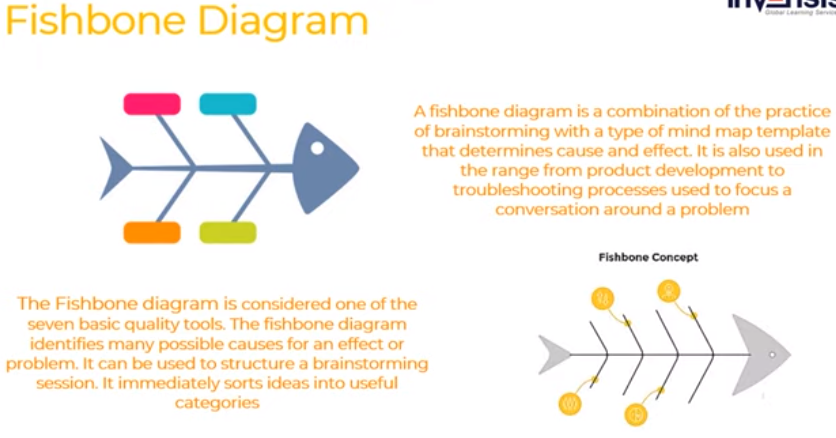 Fishbone Diagram
Global Learning Service
A fishbone diagram is a combination of the practice
of brainstorming with a type of mind map template
that determines cause and effect. It is also used in
the range from product development to
troubleshooting processes used to focus a
conversation around a problem
Fishbone Concept
The Fishbone diagram is considered one of the
seven basic quality tools. The fishbone diagram
identifies many possible causes for an effect or
problem. It can be used to structure a brainstorming
session. It immediately sorts ideas into useful
categories